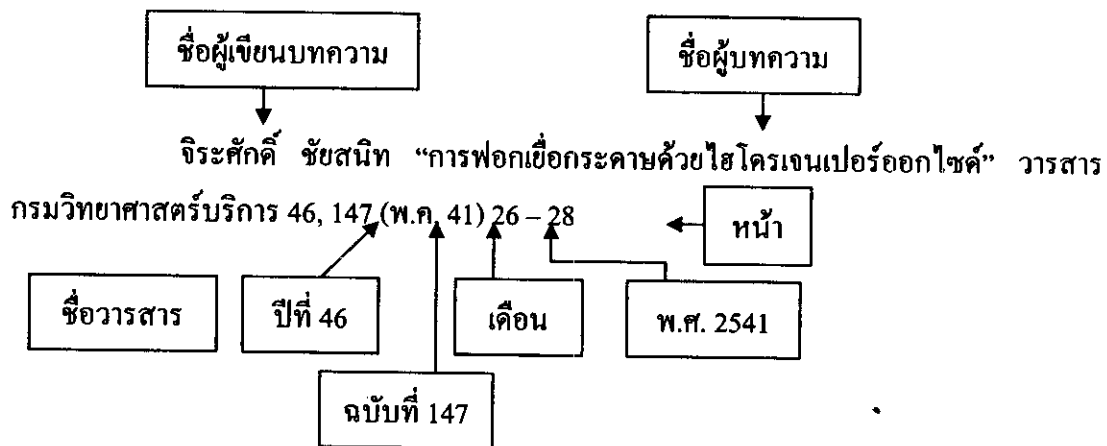 ชื่อผู้เขียนบทความ ชื่อผู้บทความ
จิระศักดิ์ ชัยสนิท “การฟอกเยื่อกระดาษด้วยไฮโดรเจนเปอร์ออกไซด์” วารสาร
กรมวิทยาศาสตร์บริการ 46, 147 (พ.ค. 41) 26 – 28
หน้า
ชื่อวารสาร ปีที่ 46 เดือน พ.ศ. 2541
ฉบับที่ 147